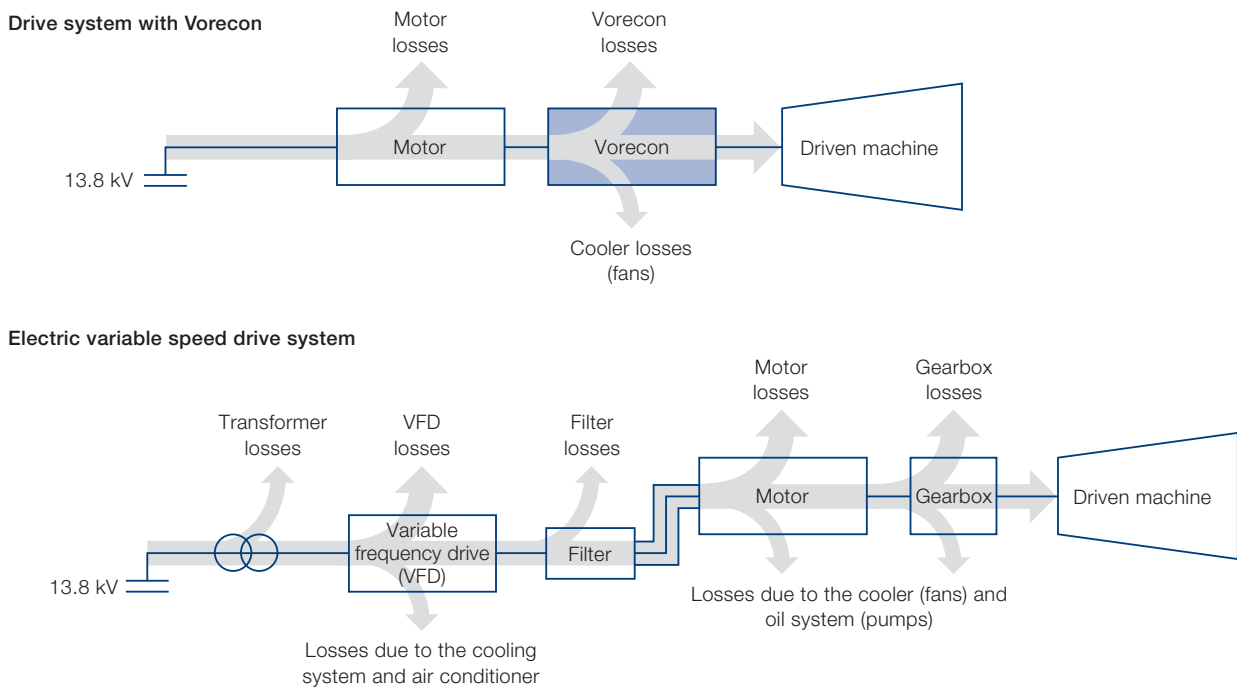 Drive system with Vorecon
Motor
losses
Vorecon
losses
Motor
Vorecon
Driven machine
13.8 kV
Cooler losses
(fans)
Electric variable speed drive system
Transformer
losses
VFD
losses
Filter
losses
Motor
losses
Gearbox
losses
Variable
frequency drive
(VFD)
Filter
Motor
Gearbox
Driven machine
13.8 kV
Losses due to the cooling
system and air conditioner
Losses due to the cooler (fans) and
oil system (pumps)